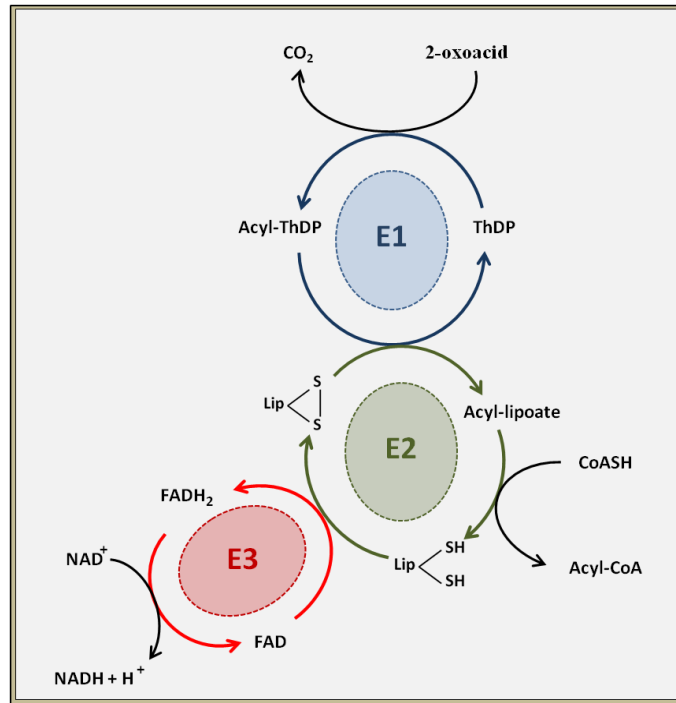 CO₂
2-oxoacid
Acyl-ThDP
E1
ThDP
S
Lip
S
Acyl-lipoate
E2
CoASH
FADH₂
SH
Lip
SH
NAD⁺
E3
Acyl-CoA
FAD
NADH + H⁺